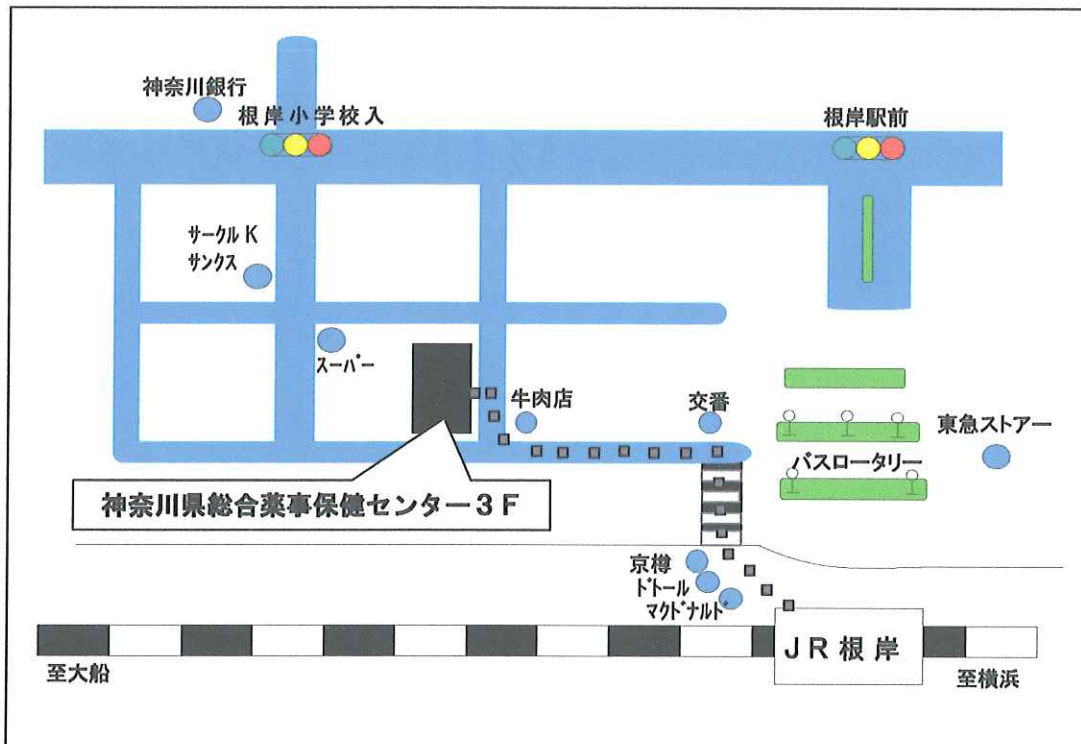 神奈川銀行
根岸小学校入
根岸駅前
サークルK
サンクス
スーパー
牛肉店
交番
東急ストアー
バスロータリー
神奈川県総合薬事保健センター3F
京樽
ドトール
マクドナルト
JR根岸
至大船
至横浜